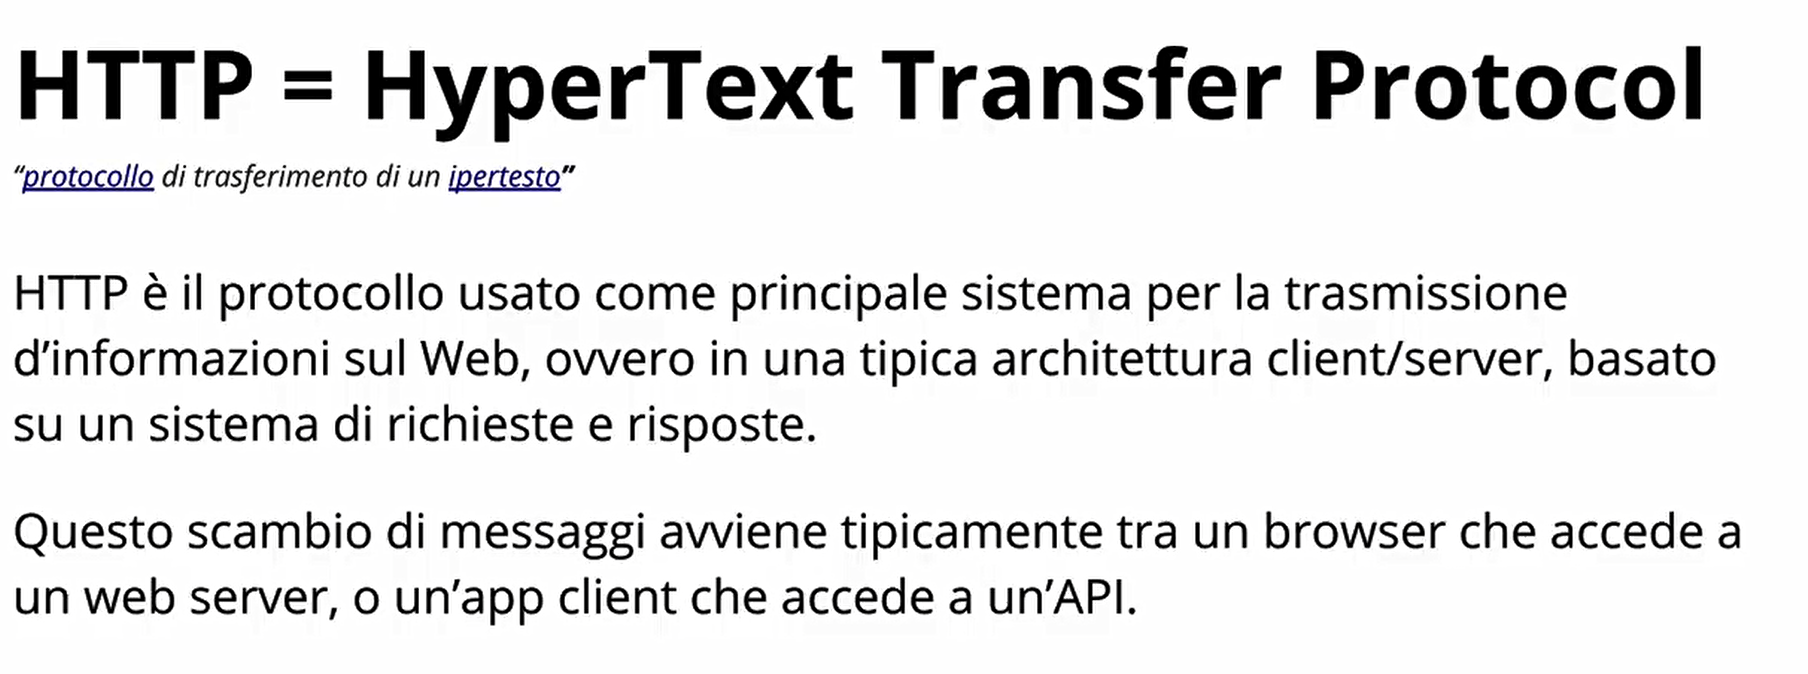 HTTP = HyperText Transfer Protocol
“protocollo di trasferimento di un ipertesto”
HTTP è il protocollo usato come principale sistema per la trasmissione
d’informazioni sul Web, ovvero in una tipica architettura client/server, basato
su un sistema di richieste e risposte.
Questo scambio di messaggi avviene tipicamente tra un browser che accede a
un web server, o un’app client che accede a un’API.